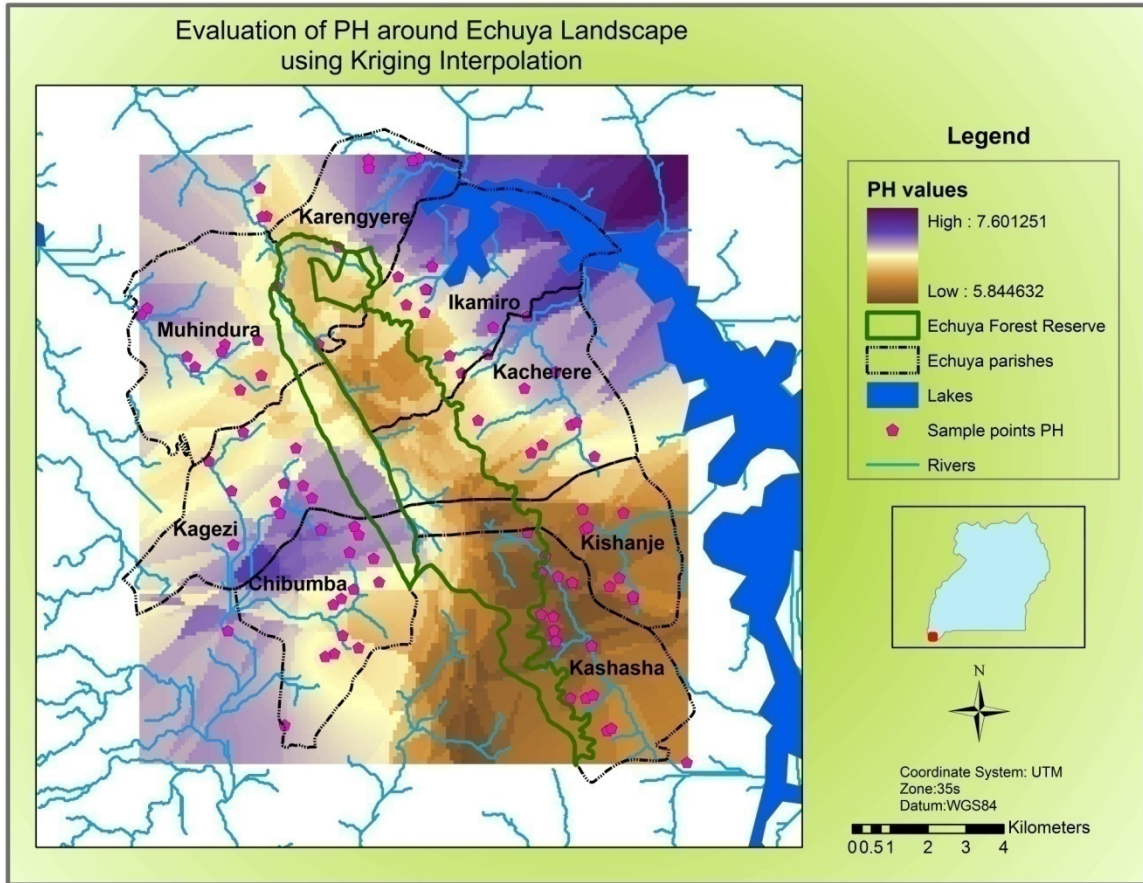 Evaluation of PH around Echuya Landscape
using Kriging Interpolation
Karengyere
Ikamiro
Muhindura
Kacherere
Kagezi
Kishanje
Chibumba
Kashasha
Legend
PH values
High : 7.601251
Low : 5.844632
Echuya Forest Reserve
Echuya parishes
Lakes
Sample points PH
Rivers
N
Coordinate System: UTM
Zone:35s
Datum:WGS84
Kilometers
0 0.5 1 2 3 4